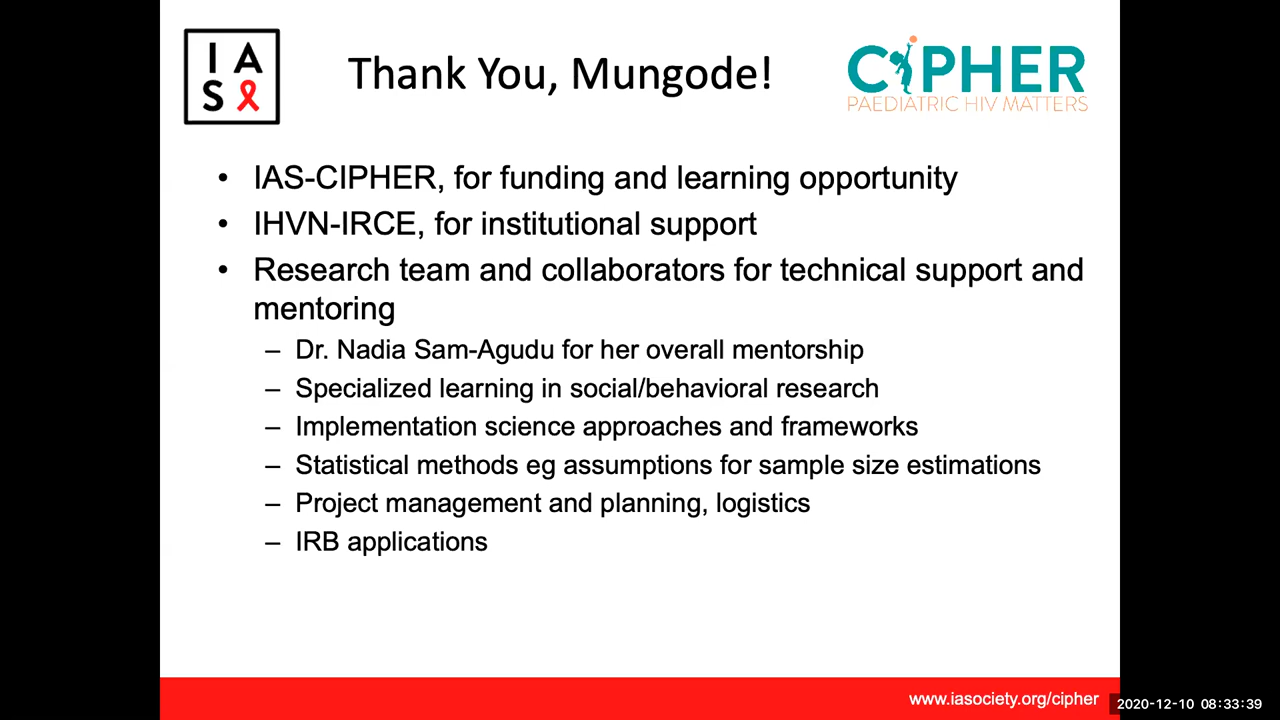 I A
S
Thank You, Mungode!
CIPHER
PAEDIATRIC HIV MATTERS
• IAS-CIPHER, for funding and learning opportunity
• IHVN-IRCE, for institutional support
• Research team and collaborators for technical support and
mentoring
– Dr. Nadia Sam-Agudu for her overall mentorship
– Specialized learning in social/behavioral research
– Implementation science approaches and frameworks
– Statistical methods eg assumptions for sample size estimations
– Project management and planning, logistics
– IRB applications
www.iasociety.org/cipher
2020-12-10 08:33:39